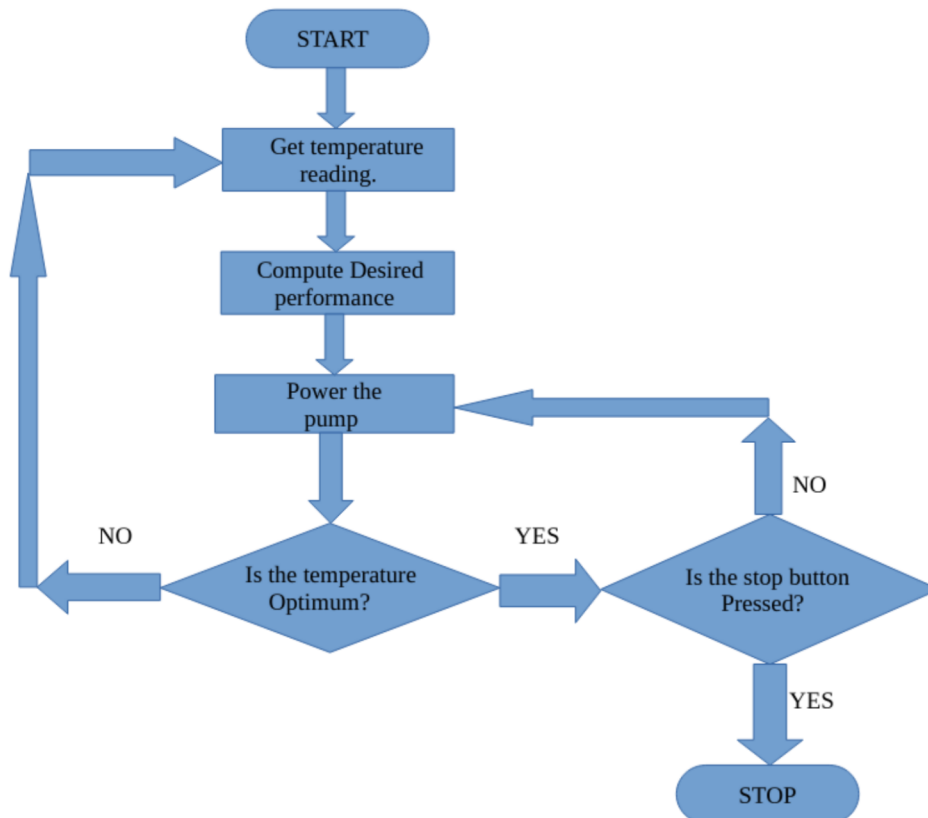 START
Get temperature
reading.
Compute Desired
performance
Power the
pump
NO
NO
YES
Is the temperature
Optimum?
Is the stop button
Pressed?
YES
STOP